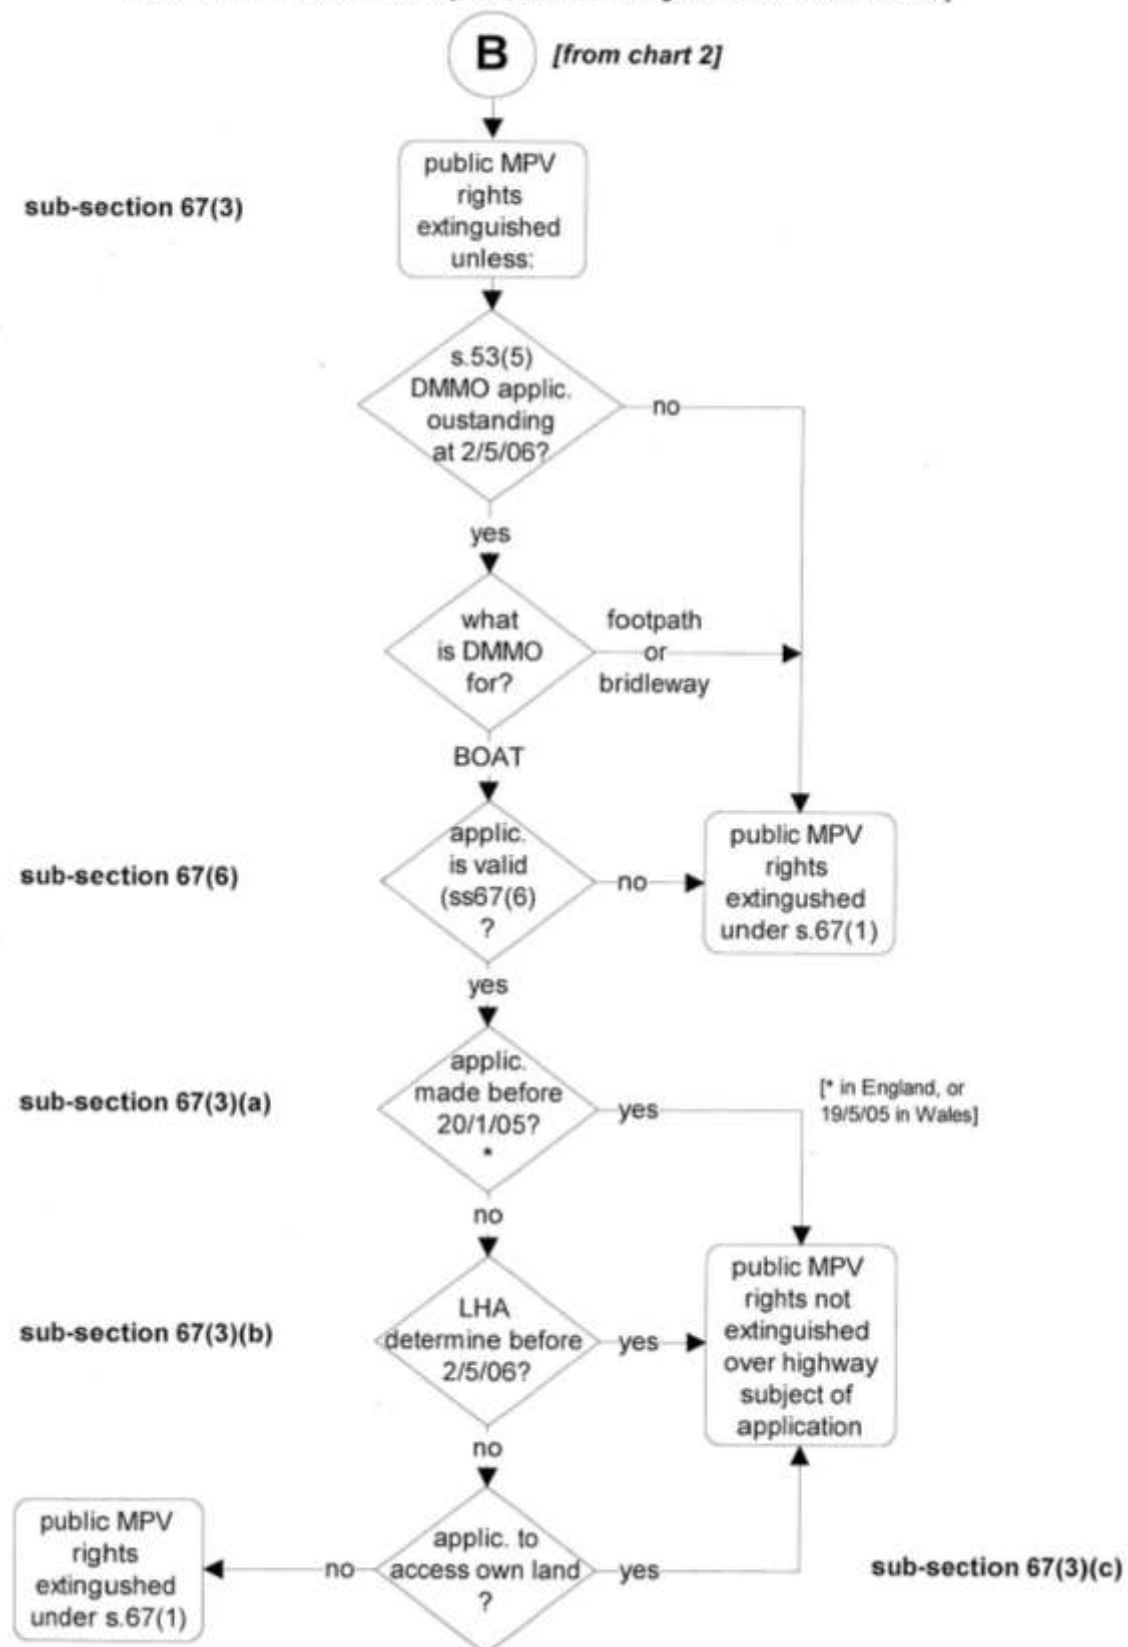 B
[from chart 2]
sub-section 67(3)
public MPV
rights
extinguished
unless:
s.53(5)
DMMO applic.
oustanding
at 2/5/06?
no
yes
what
is DMMO
for?
footpath
or
bridleway
BOAT
sub-section 67(6)
applic.
is valid
(ss67(6)
?
no
public MPV
rights
extingushed
under s.67(1)
yes
sub-section 67(3)(a)
applic.
made before
20/1/05?
*
yes
[* in England, or
19/5/05 in Wales]
no
sub-section 67(3)(b)
LHA
determine before
2/5/06?
yes
public MPV
rights not
extinguished
over highway
subject of
application
no
public MPV
rights
extingushed
under s.67(1)
no
applic. to
access own land
?
yes
sub-section 67(3)(c)